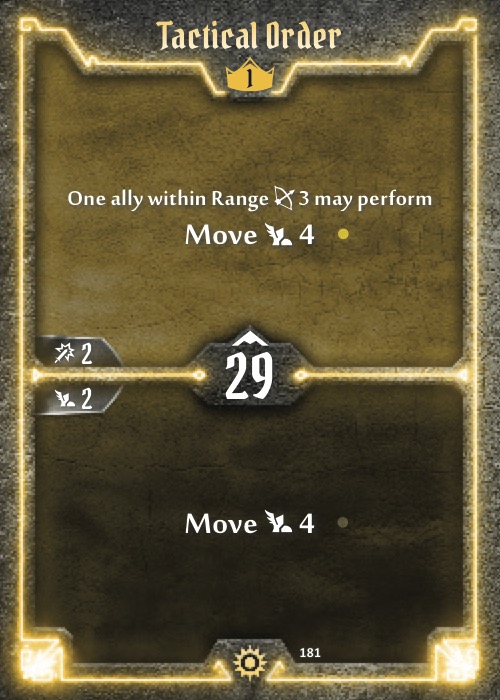 Tactical Order
1
One ally within Range 3 may perform
Move 4
2
29
2
Move 4
181